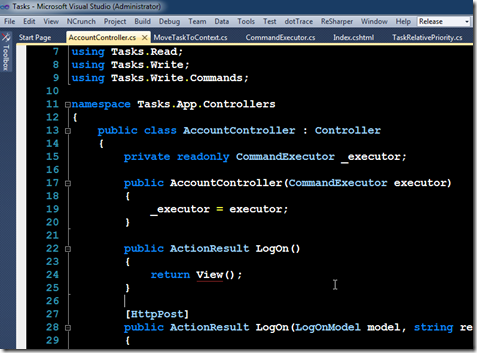 Tasks - Microsoft Visual Studio (Administrator)
File Edit View NCrunch Project Build Debug Team Data Tools Test dotTrace ReSharper Window Help Release
Toolbox
Start Page AccountController.cs MoveTaskToContext.cs CommandExecutor.cs Index.cshtml TaskRelativePriority.cs
7 using Tasks.Read;
8 using Tasks.Write;
9 using Tasks.Write.Commands;
10
11 namespace Tasks.App.Controllers
12 {
13 public class AccountController : Controller
14 {
15 private readonly CommandExecutor _executor;
16
17 public AccountController(CommandExecutor executor)
18 {
19 _executor = executor;
20 }
21
22 public ActionResult LogOn()
23 {
24 return View();
25 }
26
27 [HttpPost]
28 public ActionResult LogOn(LogOnModel model, string re
29 {